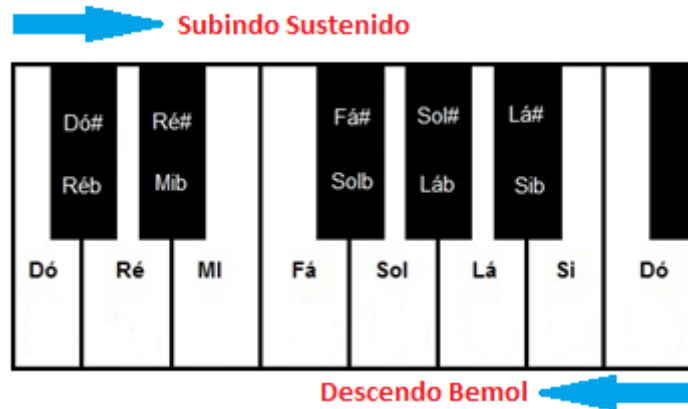 Subindo Sustenido
Dó# Ré# Fá# Sol# Lá#
Réb Mib Solb Láb Sib
Dó Ré MI Fá Sol Lá Si Dó
Descendo Bemol